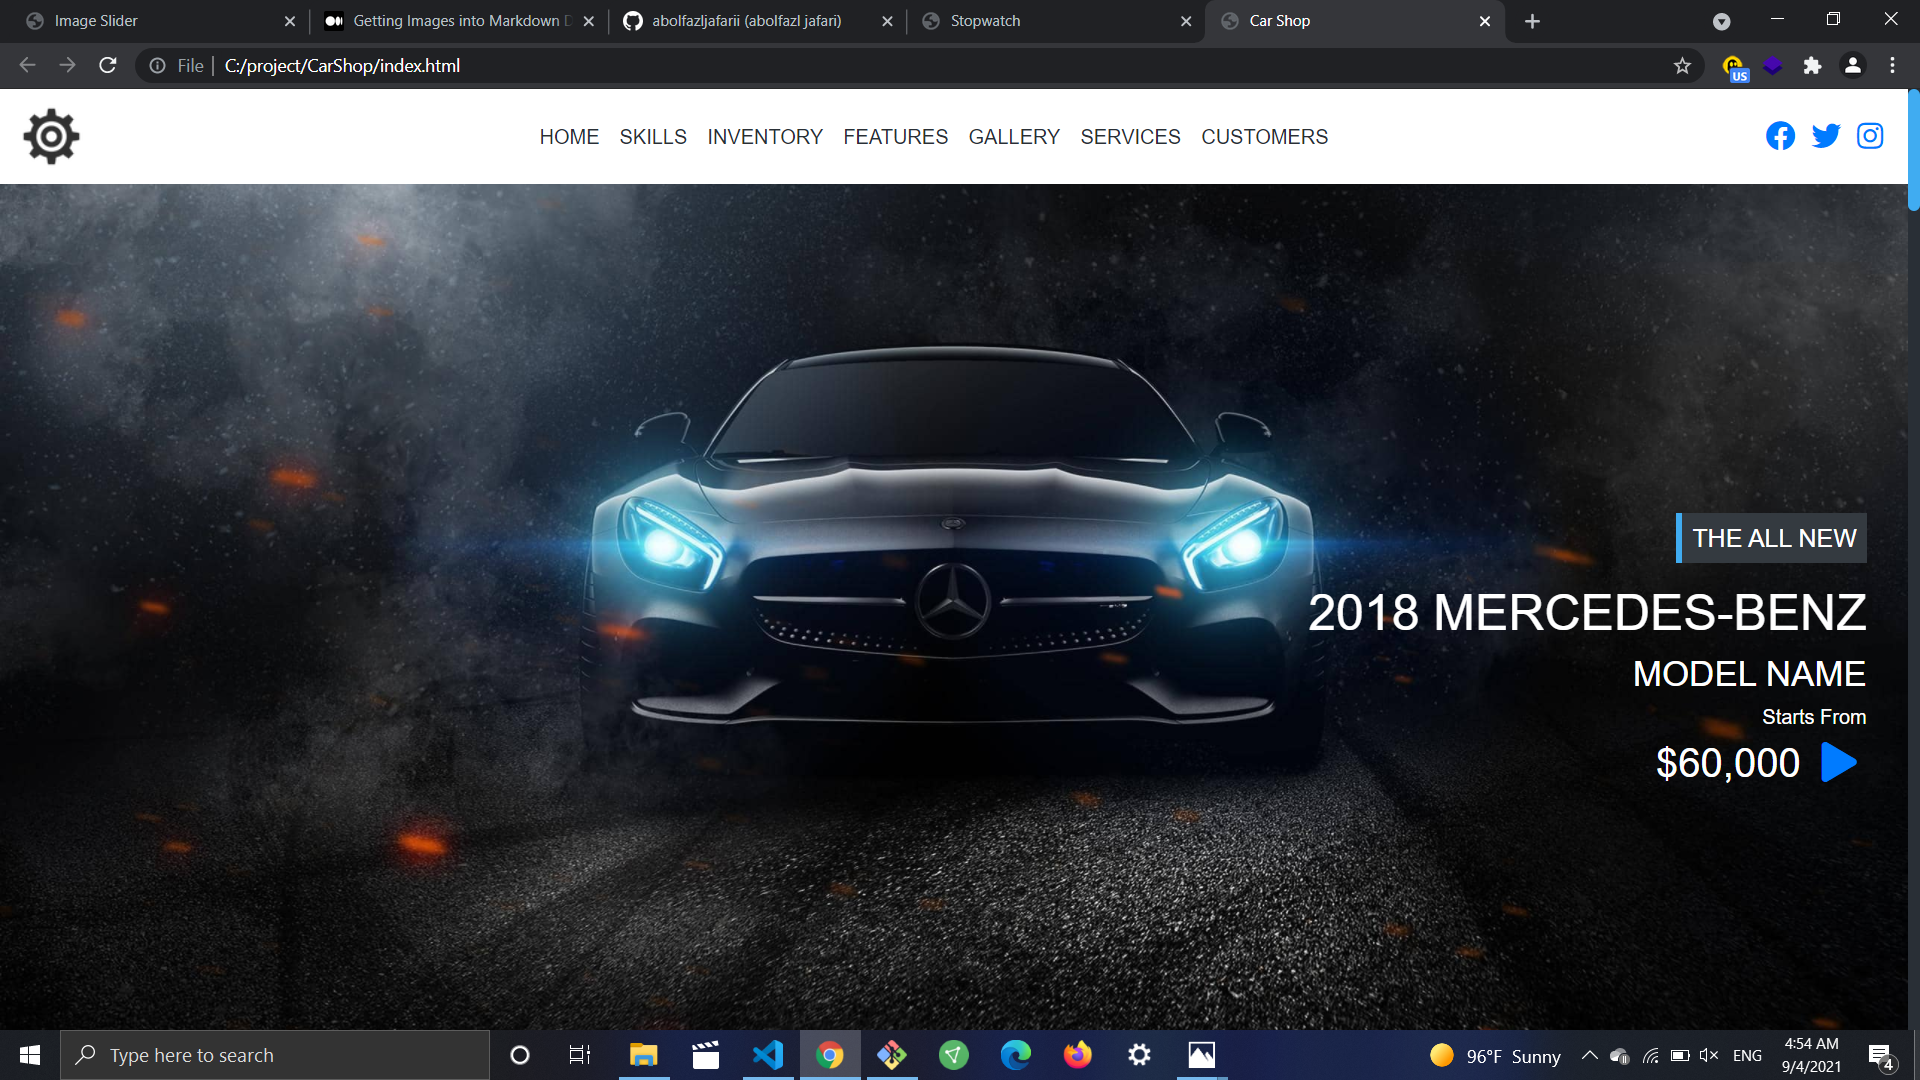 Image Slider
Getting Images into Markdown D
abolfazljafarii (abolfazl jafari)
Stopwatch
Car Shop
File
C:/project/CarShop/index.html
US
HOME SKILLS INVENTORY FEATURES GALLERY SERVICES CUSTOMERS
THE ALL NEW
2018 MERCEDES-BENZ
MODEL NAME
Starts From
$60,000
Type here to search
96°F Sunny
ENG
4:54 AM
9/4/2021
4